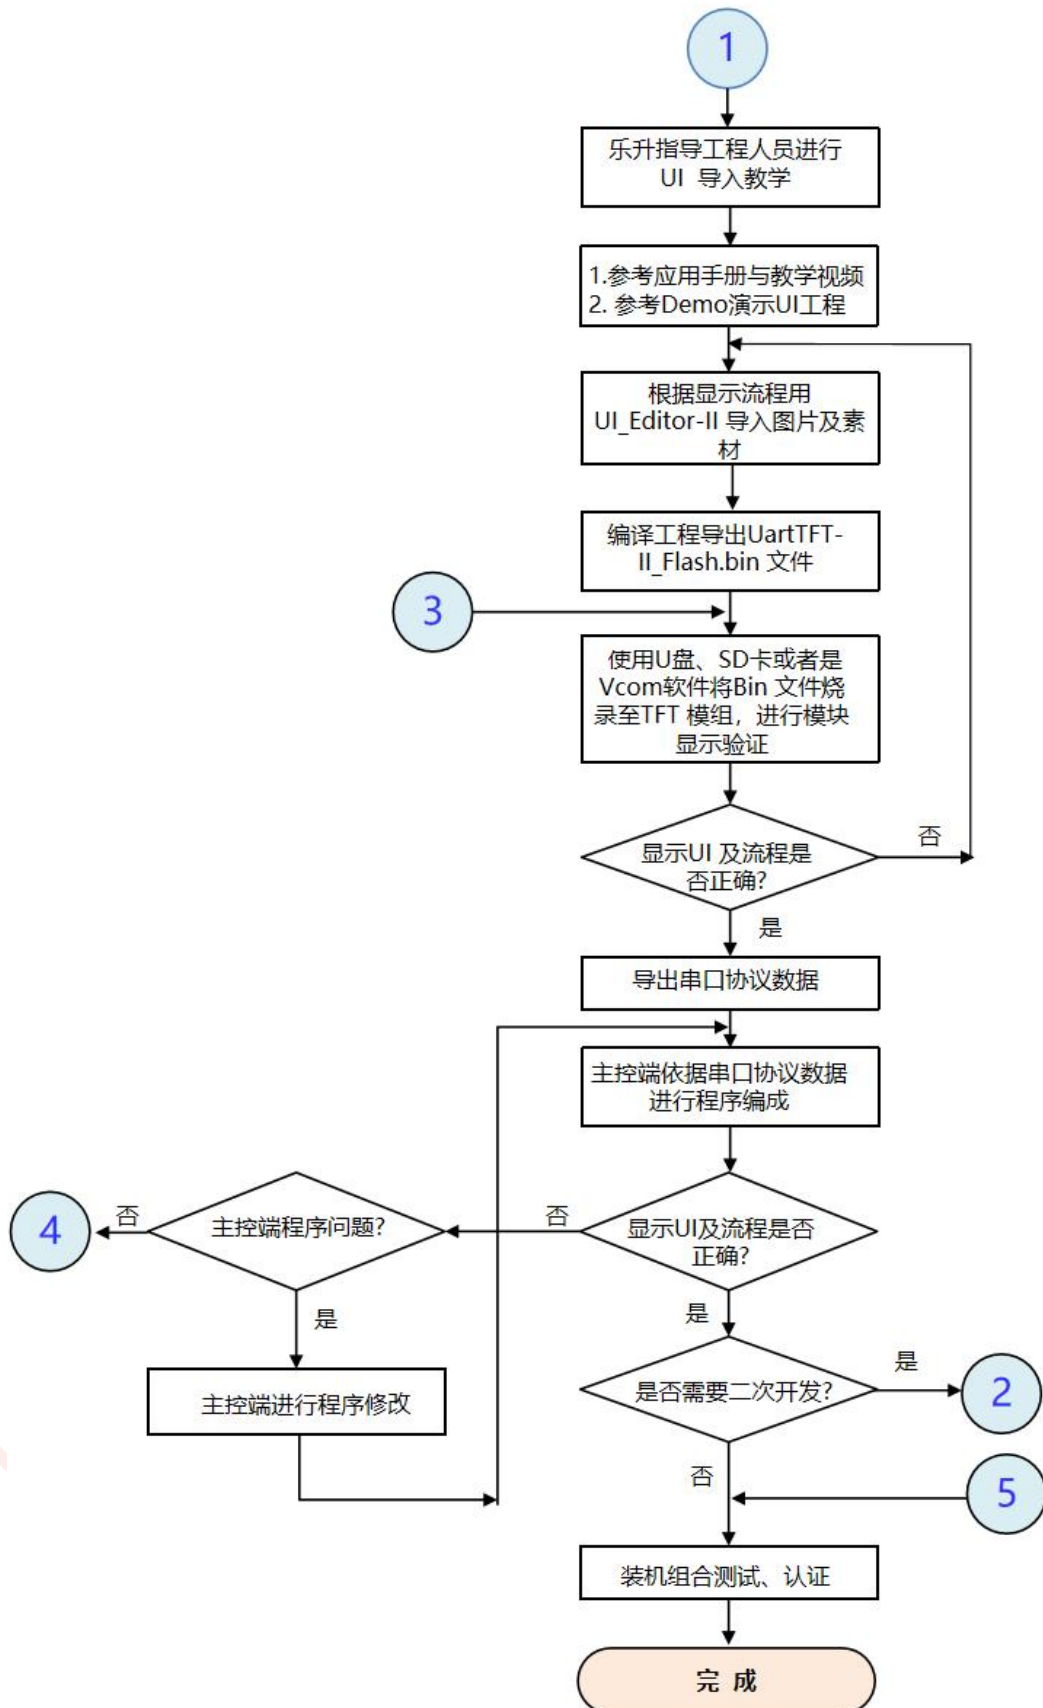 1
乐升指导工程人员进行
UI 导入教学
1.参考应用手册与教学视频
2. 参考Demo演示UI工程
根据显示流程用
UI_Editor-II 导入图片及素
材
编译工程导出UartTFT-
II_Flash.bin 文件
3
使用U盘、SD卡或者是
Vcom软件将Bin 文件烧
录至TFT 模组，进行模块
显示验证
显示UI 及流程是
否正确?
否
是
导出串口协议数据
主控端依据串口协议数据
进行程序编成
4
否
主控端程序问题?
否
显示UI及流程是否
正确?
是
是
主控端进行程序修改
是否需要二次开发?
是
2
否
5
装机组合测试、认证
完 成